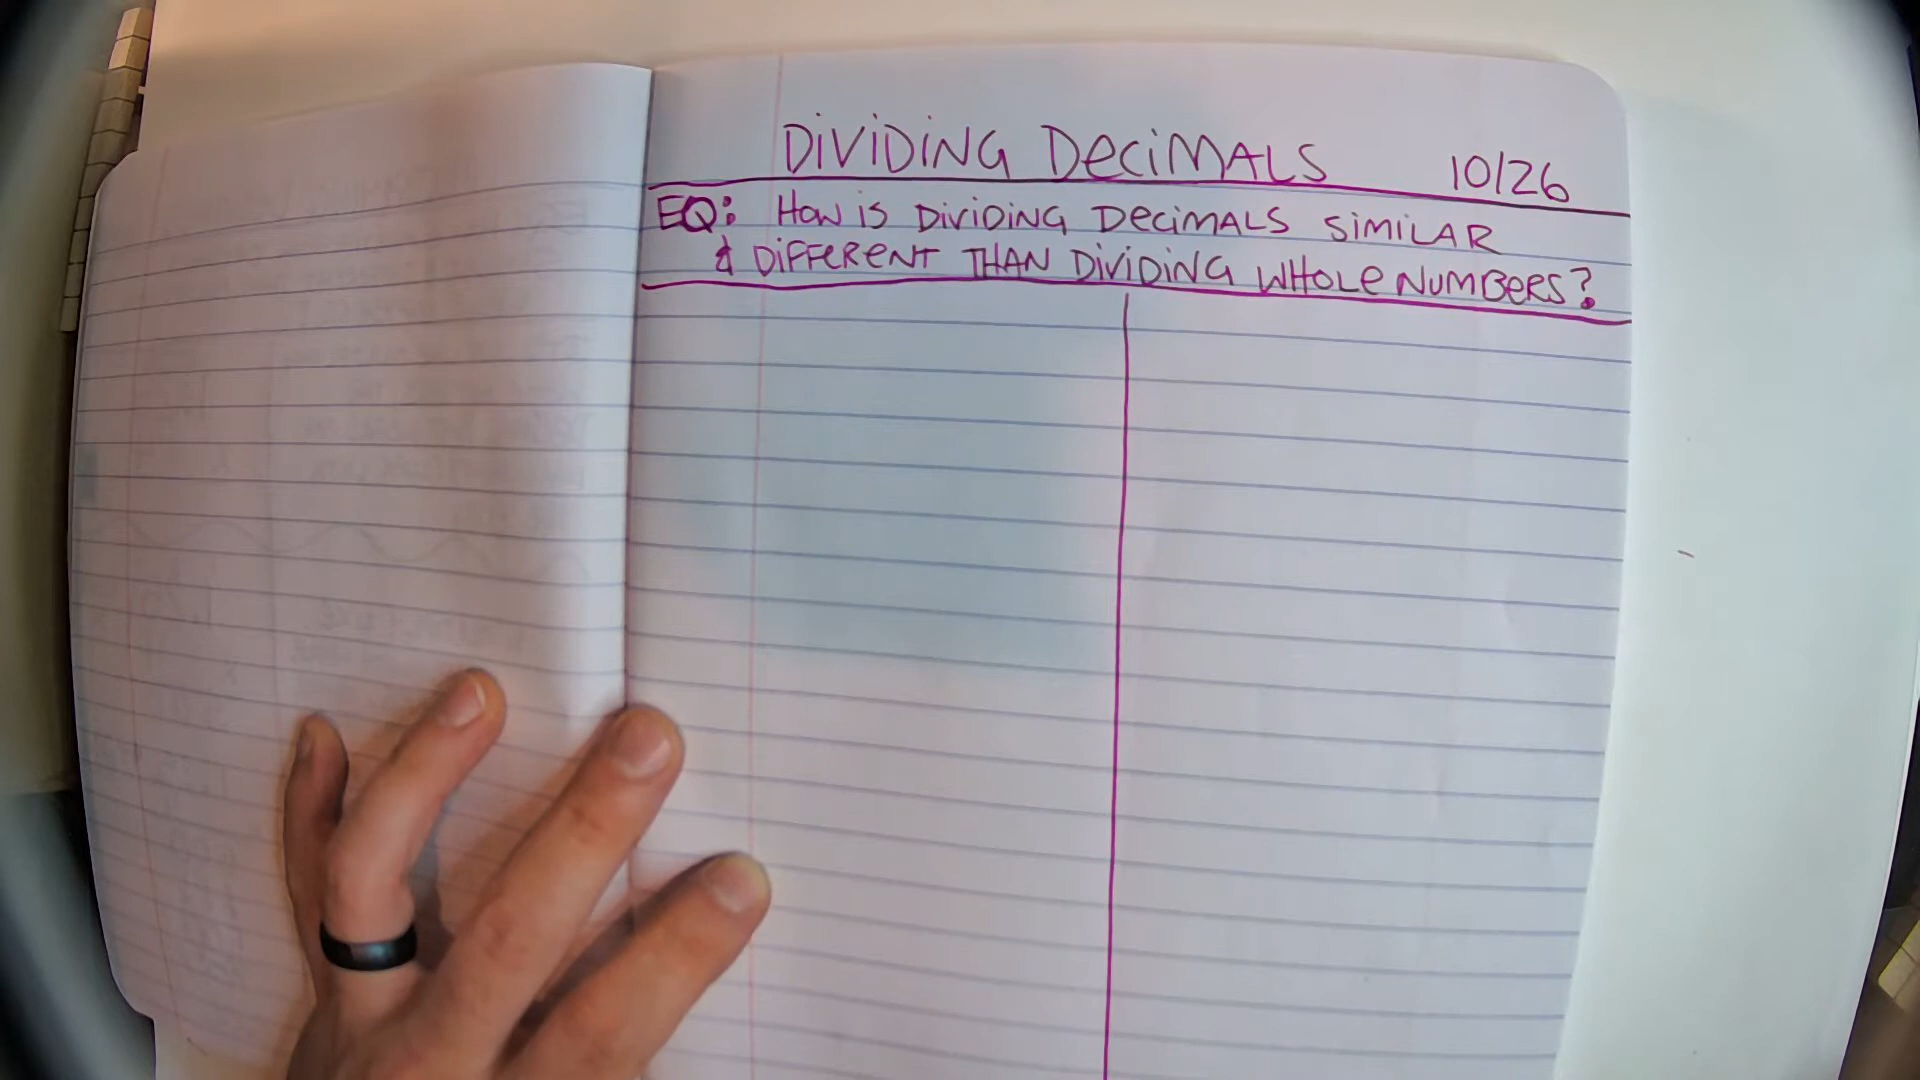 DiViDiNG DeciMALS 10/26
EQ: How iS DiViDiNG DeciMALS SiMiLAR
& DiFFeReNT THAN DiViDiNG WHoLe NuMBeRS?